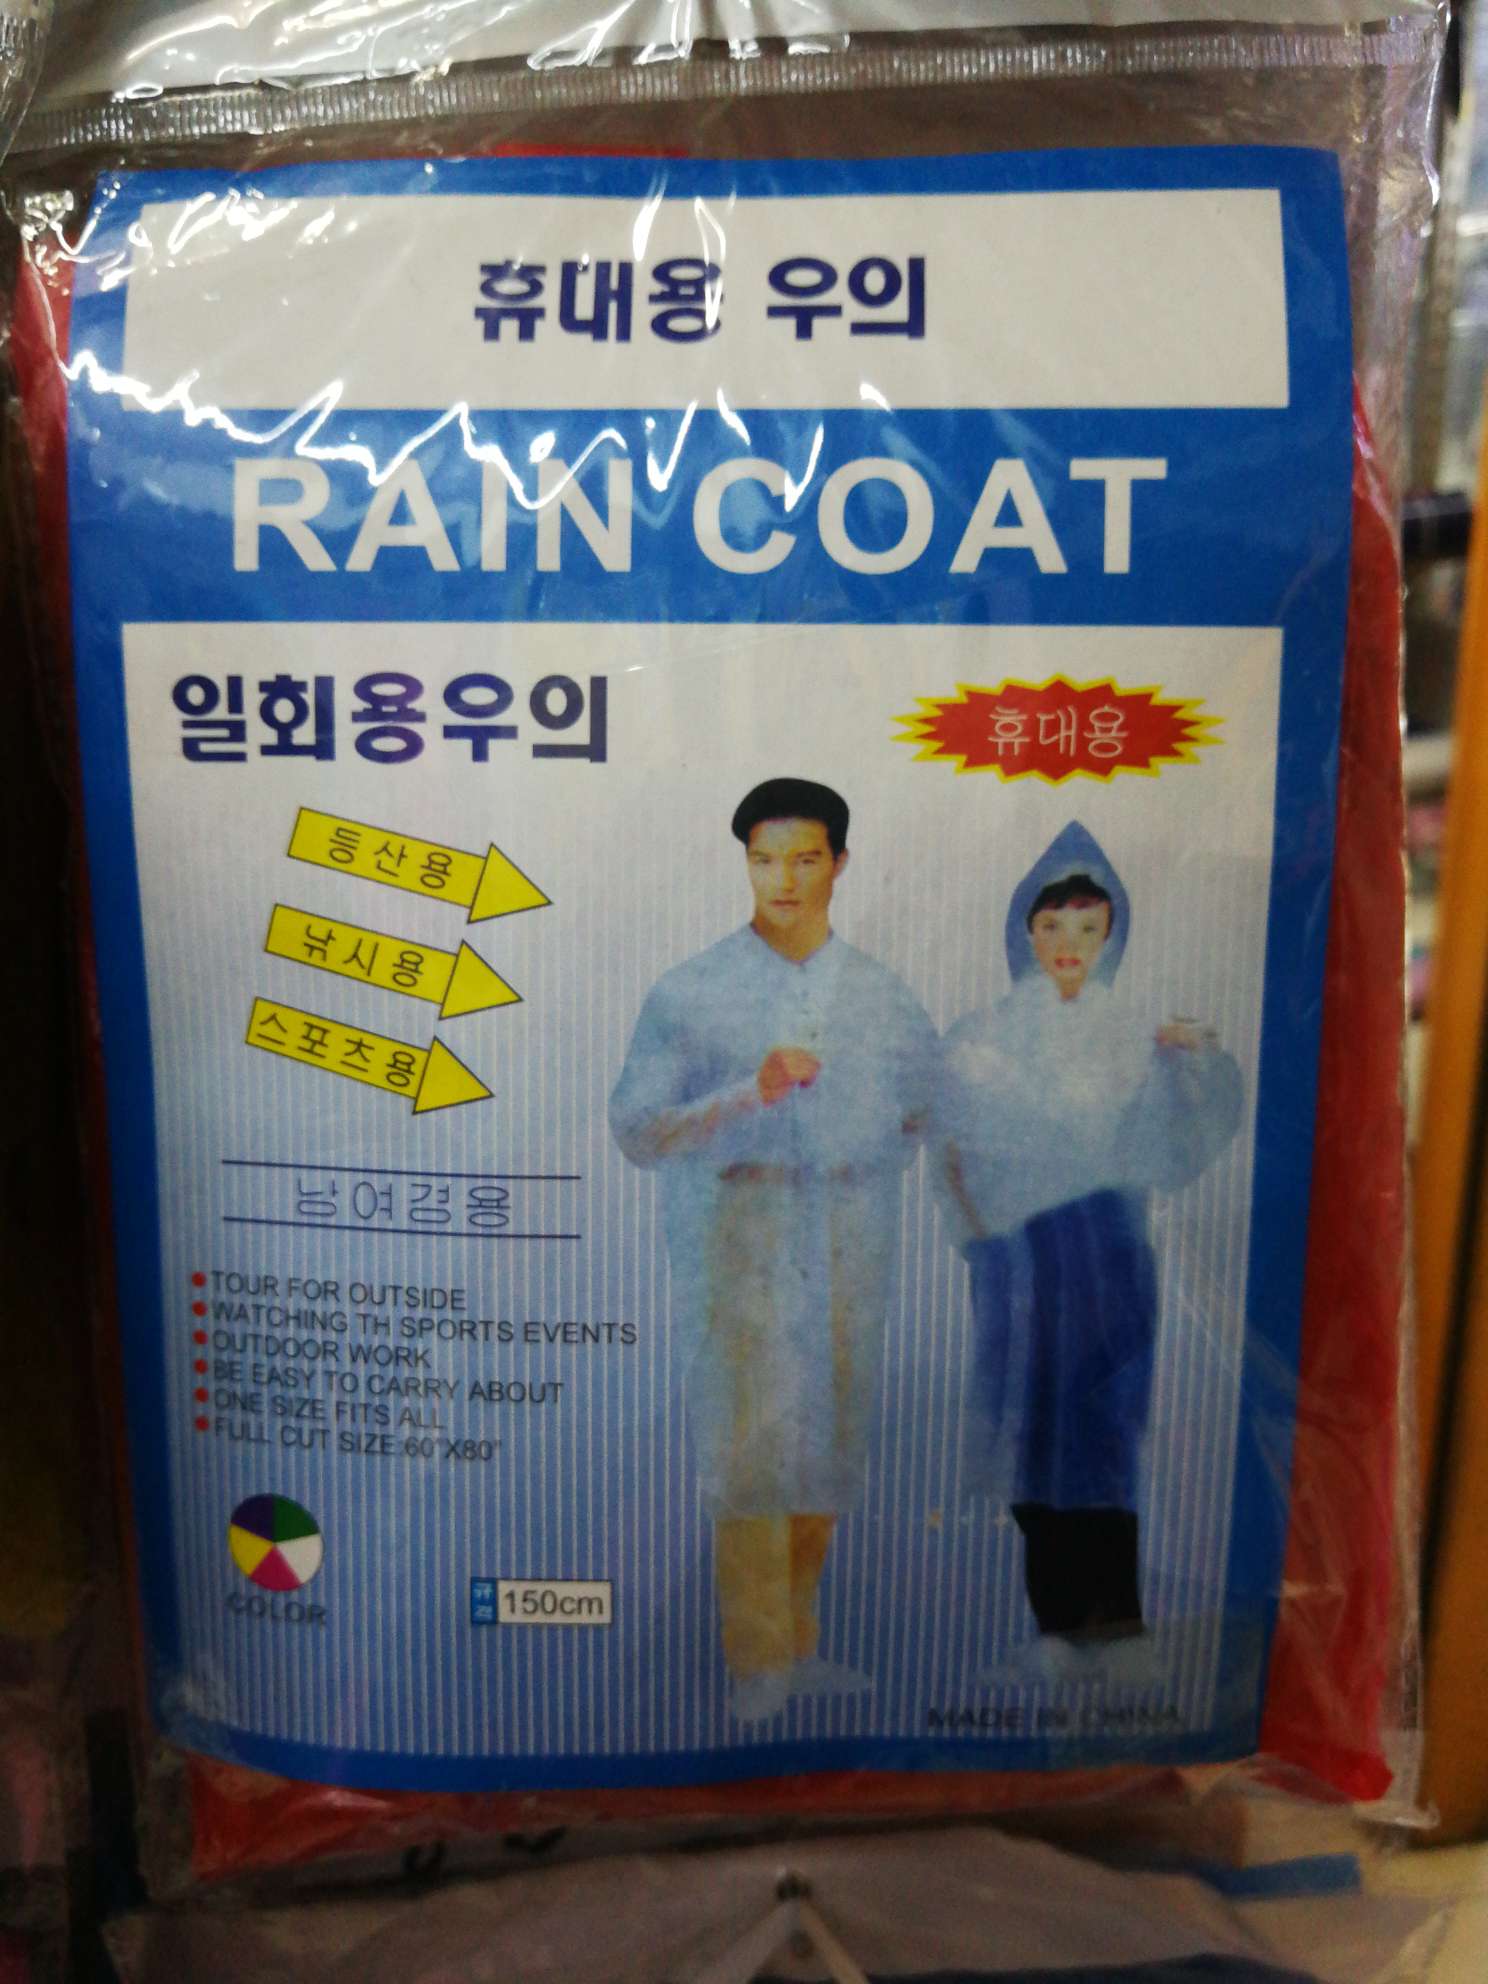 휴대용 우의
RAIN COAT
일회용우의
휴대용
등산용
낚시용
스포츠용
낭여경용
TOUR FOR OUTSIDE
WATCHING TH SPORTS EVENTS
OUTDOOR WORK
BE EASY TO CARRY ABOUT
ONE SIZE FITS ALL
FULL CUT SIZE:60"X80"
COLOR
150cm
MADE IN CHINA